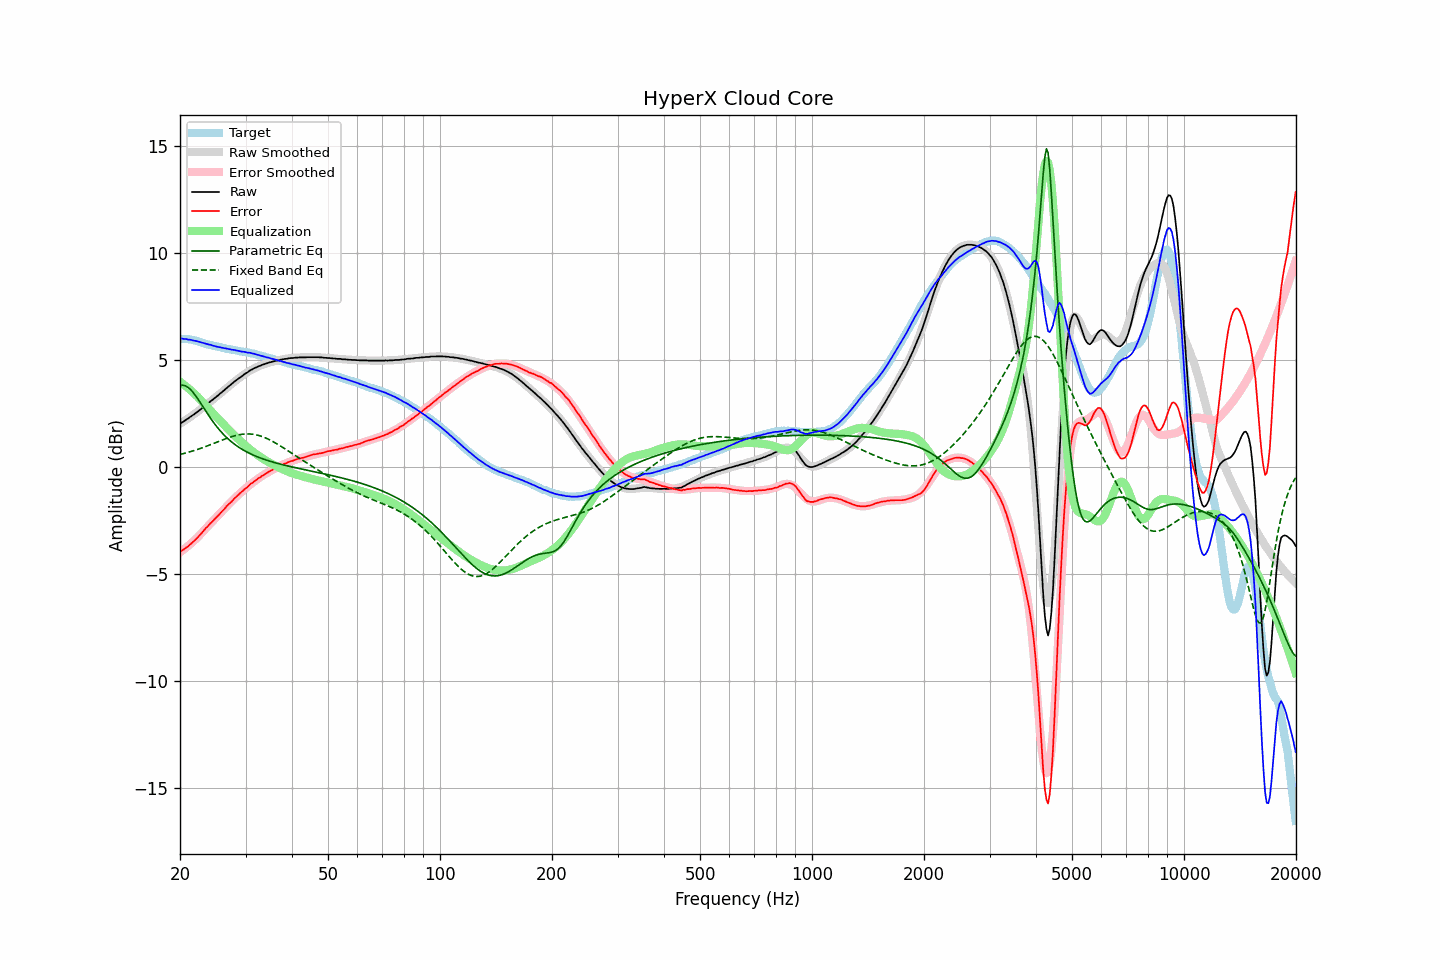 HyperX Cloud Core
Target
Raw Smoothed
Error Smoothed
Raw
Error
Equalization
Parametric Eq
Fixed Band Eq
Equalized
15
10
5
0
−5
−10
−15
Amplitude (dBr)
20
50
100
200
500
1000
2000
5000
10000
20000
Frequency (Hz)